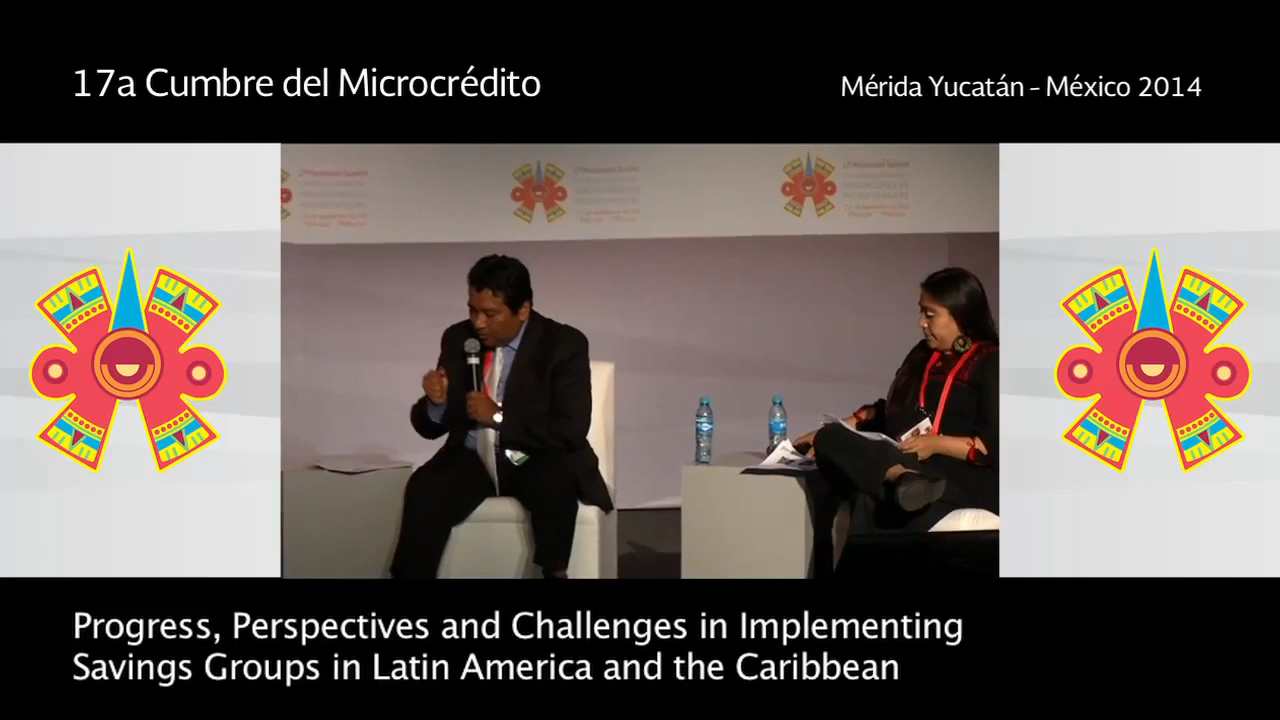 17a Cumbre del Microcrédito
Mérida Yucatán - México 2014
Progress, Perspectives and Challenges in Implementing
Savings Groups in Latin America and the Caribbean